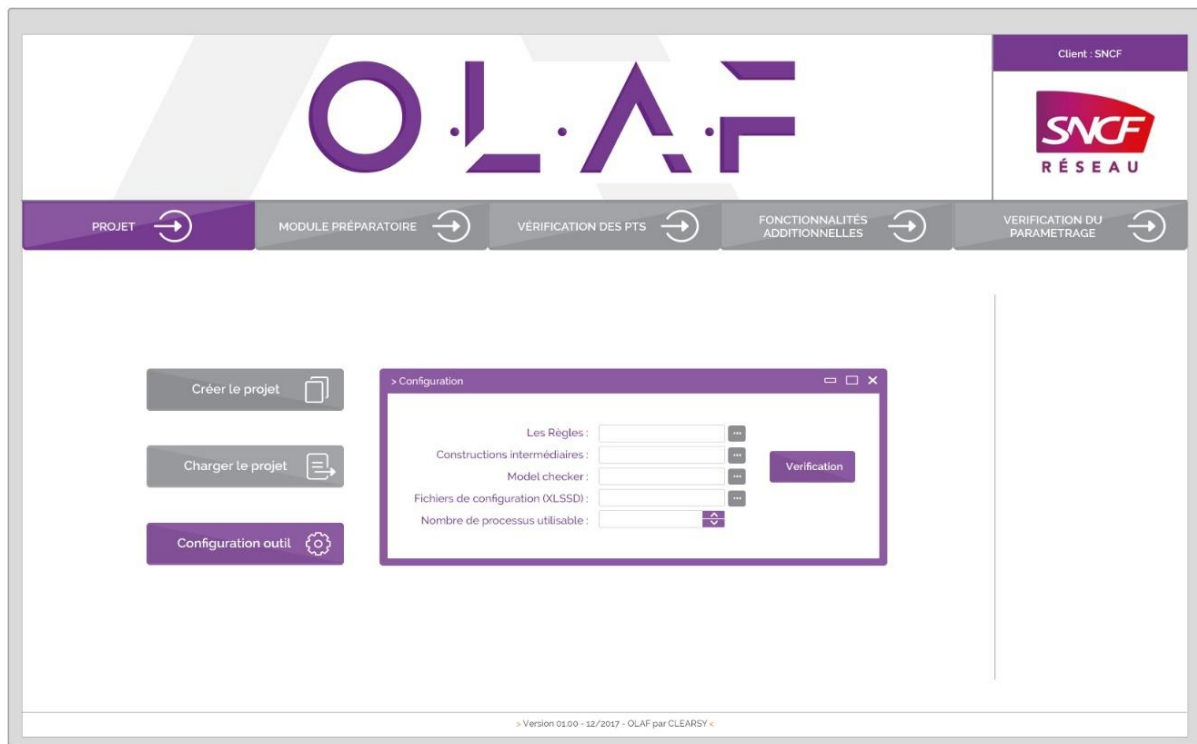 O.L.A.F
Client : SNCF
SNCF
RÉSEAU
PROJET
MODULE PRÉPARATOIRE
VÉRIFICATION DES PTS
FONCTIONNALITÉS
ADDITIONNELLES
VERIFICATION DU
PARAMETRAGE
Créer le projet
Charger le projet
Configuration outil
> Configuration
Les Règles :
Constructions intermédiaires :
Model checker :
Fichiers de configuration (XLSSD) :
Nombre de processus utilisable :
Verification
> Version 01.00 - 12/2017 - OLAF par CLEARSY <